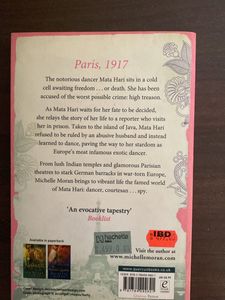 Paris, 1917
The notorious dancer Mata Hari sits in a cell
cell awaiting freedom . . . or death. She has been
accused of the worst possible crime: high treason.
As Mata Hari waits for her fate to be decided,
she relays the story of her life to a reporter who visits
her in prison. Taken to the island of Java, Mata Hari
refused to be ruled by an abusive husband and instead
learned to dance, paving the way to her stardom as
Europe's most infamous exotic dancer.
From lush Indian temples and glamorous Parisian
theatres to stark German barracks in war-torn Europe,
Michelle Moran brings to vibrant life the famed world
of Mata Hari: dancer, courtesan . . . spy.
'An evocative tapestry'
Booklist
Available in paperback
hachette
IBD
Visit the author at
www.michellemoran.com